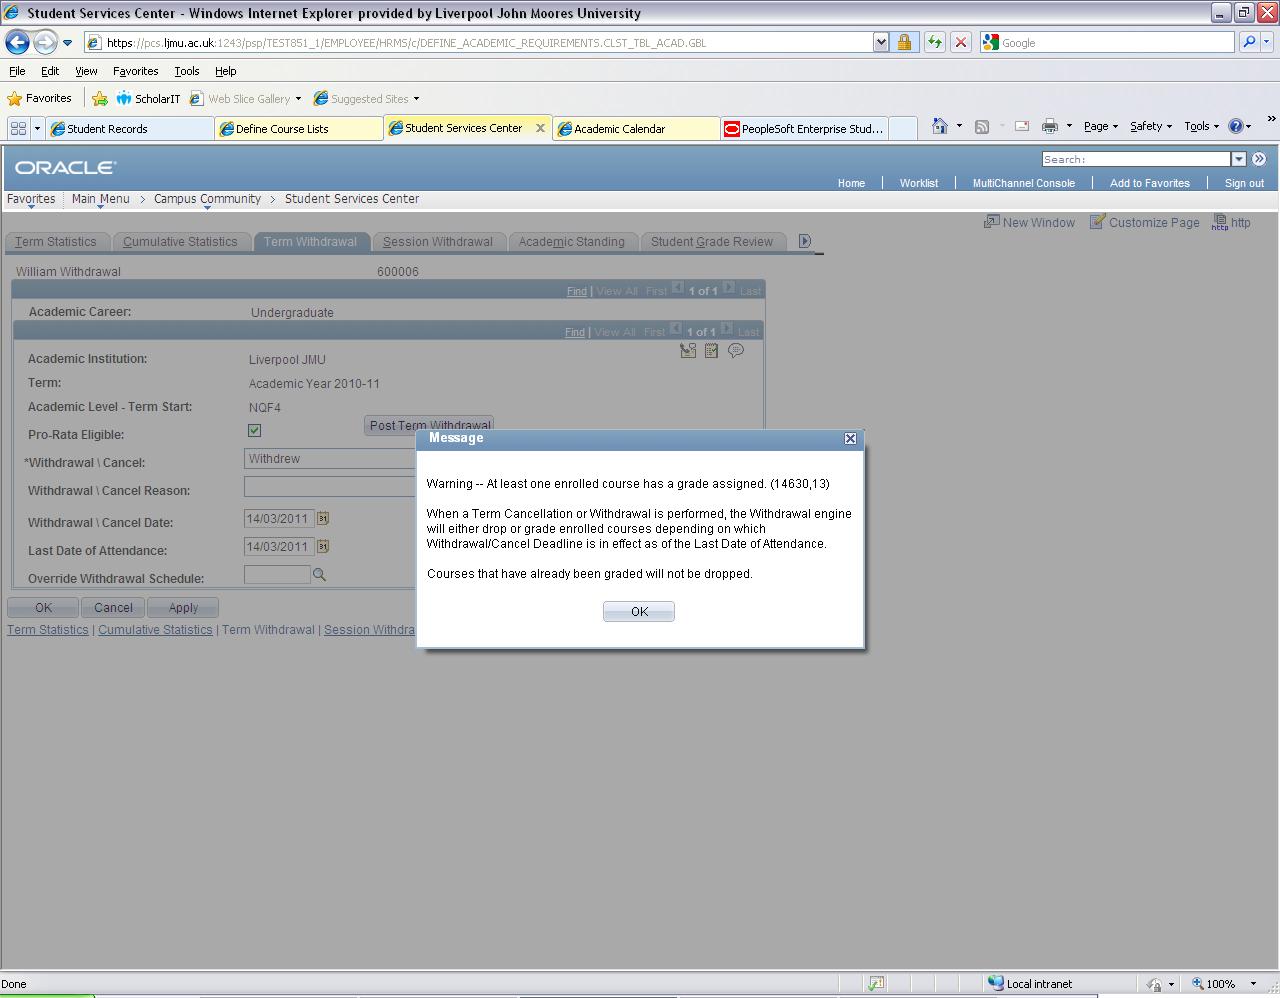 Student Services Center - Windows Internet Explorer provided by Liverpool John Moores University
https://pcs.ljmu.ac.uk:1243/psp/TEST851_1/EMPLOYEE/HRMS/c/DEFINE_ACADEMIC_REQUIREMENTS.CLST_TBL_ACAD.GBL
Google
File Edit View Favorites Tools Help
Favorites ScholarIT Web Slice Gallery Suggested Sites
Student Records Define Course Lists Student Services Center Academic Calendar PeopleSoft Enterprise Stud... Page Safety Tools
ORACLE
Search:
Home Worklist MultiChannel Console Add to Favorites Sign out
Favorites Main Menu > Campus Community > Student Services Center
New Window Customize Page http
Term Statistics Cumulative Statistics Term Withdrawal Session Withdrawal Academic Standing Student Grade Review
William Withdrawal 600006
Find | View All First 1 of 1 Last
Academic Career: Undergraduate
Find | View All First 1 of 1 Last
Academic Institution: Liverpool JMU
Term: Academic Year 2010-11
Academic Level - Term Start: NQF4
Pro-Rata Eligible: Post Term Withdrawal
*Withdrawal \ Cancel: Withdrew
Withdrawal \ Cancel Reason:
Withdrawal \ Cancel Date: 14/03/2011
Last Date of Attendance: 14/03/2011
Override Withdrawal Schedule:
OK Cancel Apply
Term Statistics | Cumulative Statistics | Term Withdrawal | Session Withdra
Message
Warning -- At least one enrolled course has a grade assigned. (14630,13)
When a Term Cancellation or Withdrawal is performed, the Withdrawal engine
will either drop or grade enrolled courses depending on which
Withdrawal/Cancel Deadline is in effect as of the Last Date of Attendance.
Courses that have already been graded will not be dropped.
OK
Done Local intranet 100%